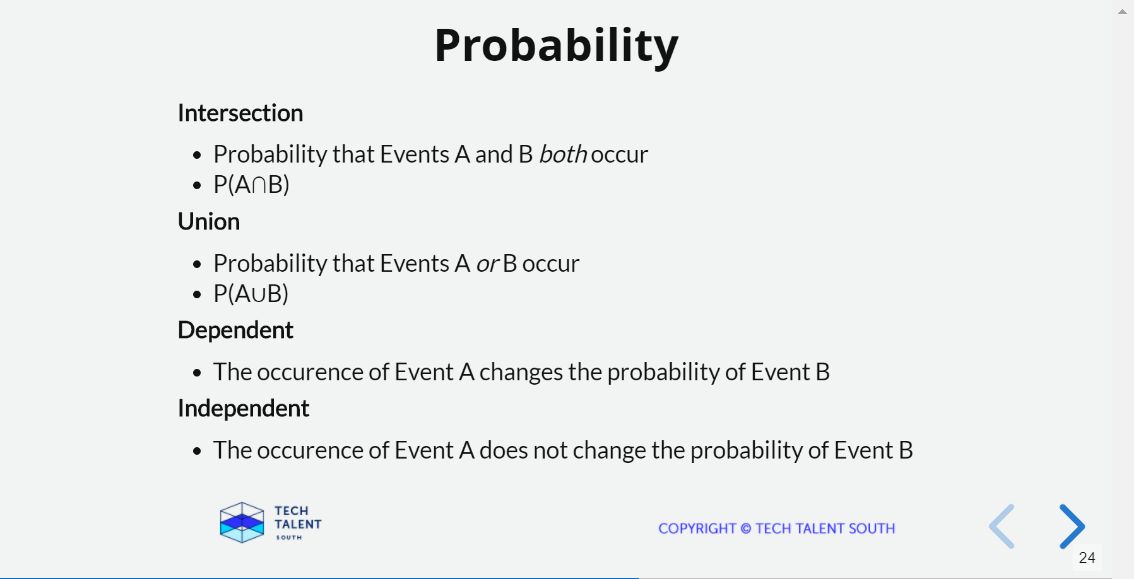 Probability
Intersection
• Probability that Events A and B both occur
• P(A∩B)
Union
• Probability that Events A or B occur
• P(A∪B)
Dependent
• The occurence of Event A changes the probability of Event B
Independent
• The occurence of Event A does not change the probability of Event B
TECH
TALENT
SOUTH
COPYRIGHT © TECH TALENT SOUTH
24